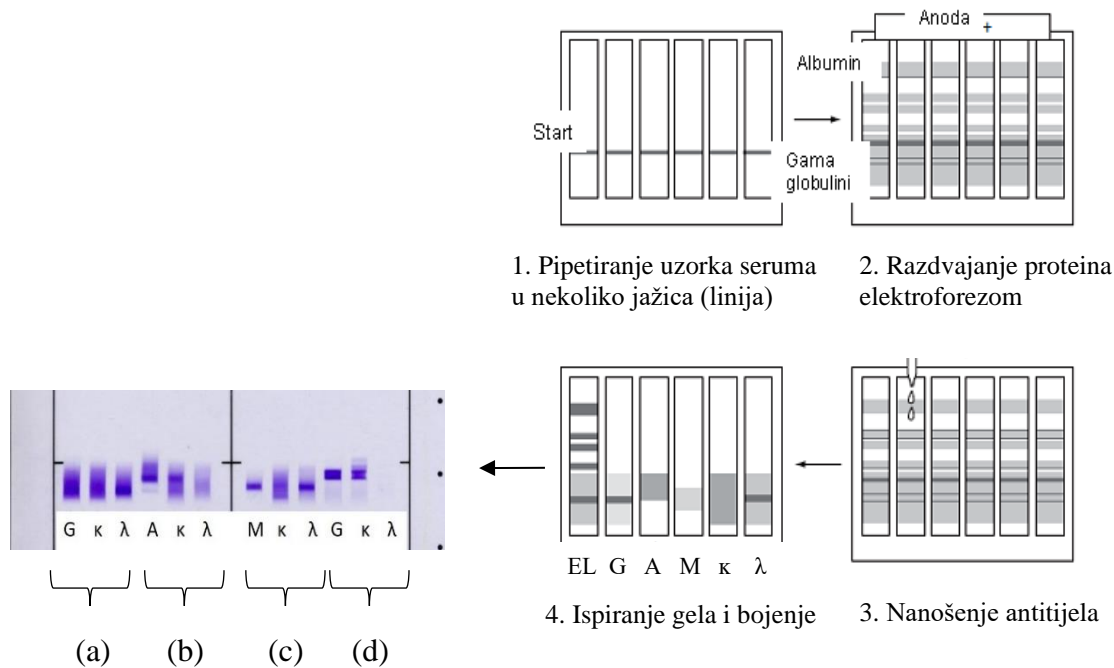 Start
Anoda
+
Albumin
Gama
globulini
1. Pipetiranje uzorka seruma
u nekoliko jažica (linija)
2. Razdvajanje proteina
elektroforezom
EL G A M κ λ
4. Ispiranje gela i bojenje
3. Nanošenje antitijela
G κ λ A κ λ M κ λ G κ λ
(a) (b) (c) (d)